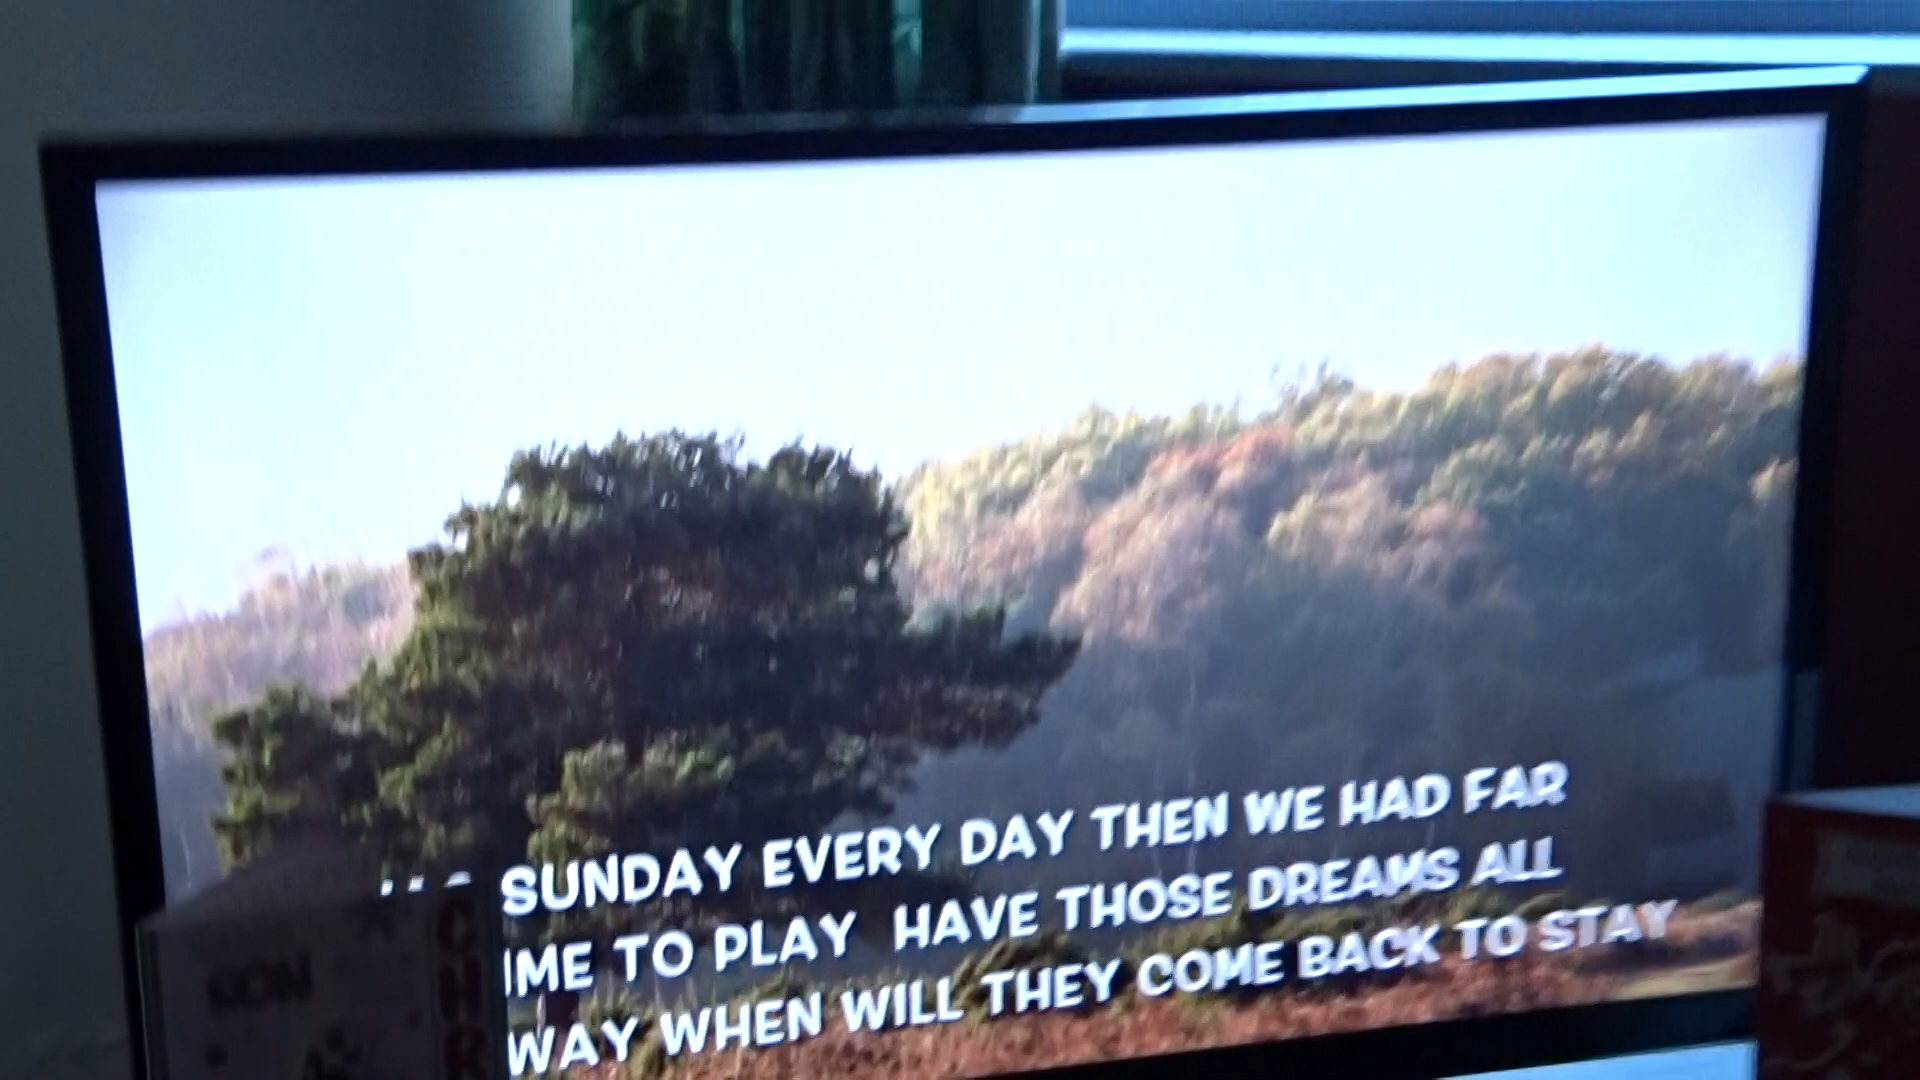 SUNDAY EVERY DAY THEN WE HAD FAR
IME TO PLAY HAVE THOSE DREAMS ALL
WAY WHEN WILL THEY COME BACK TO STAY